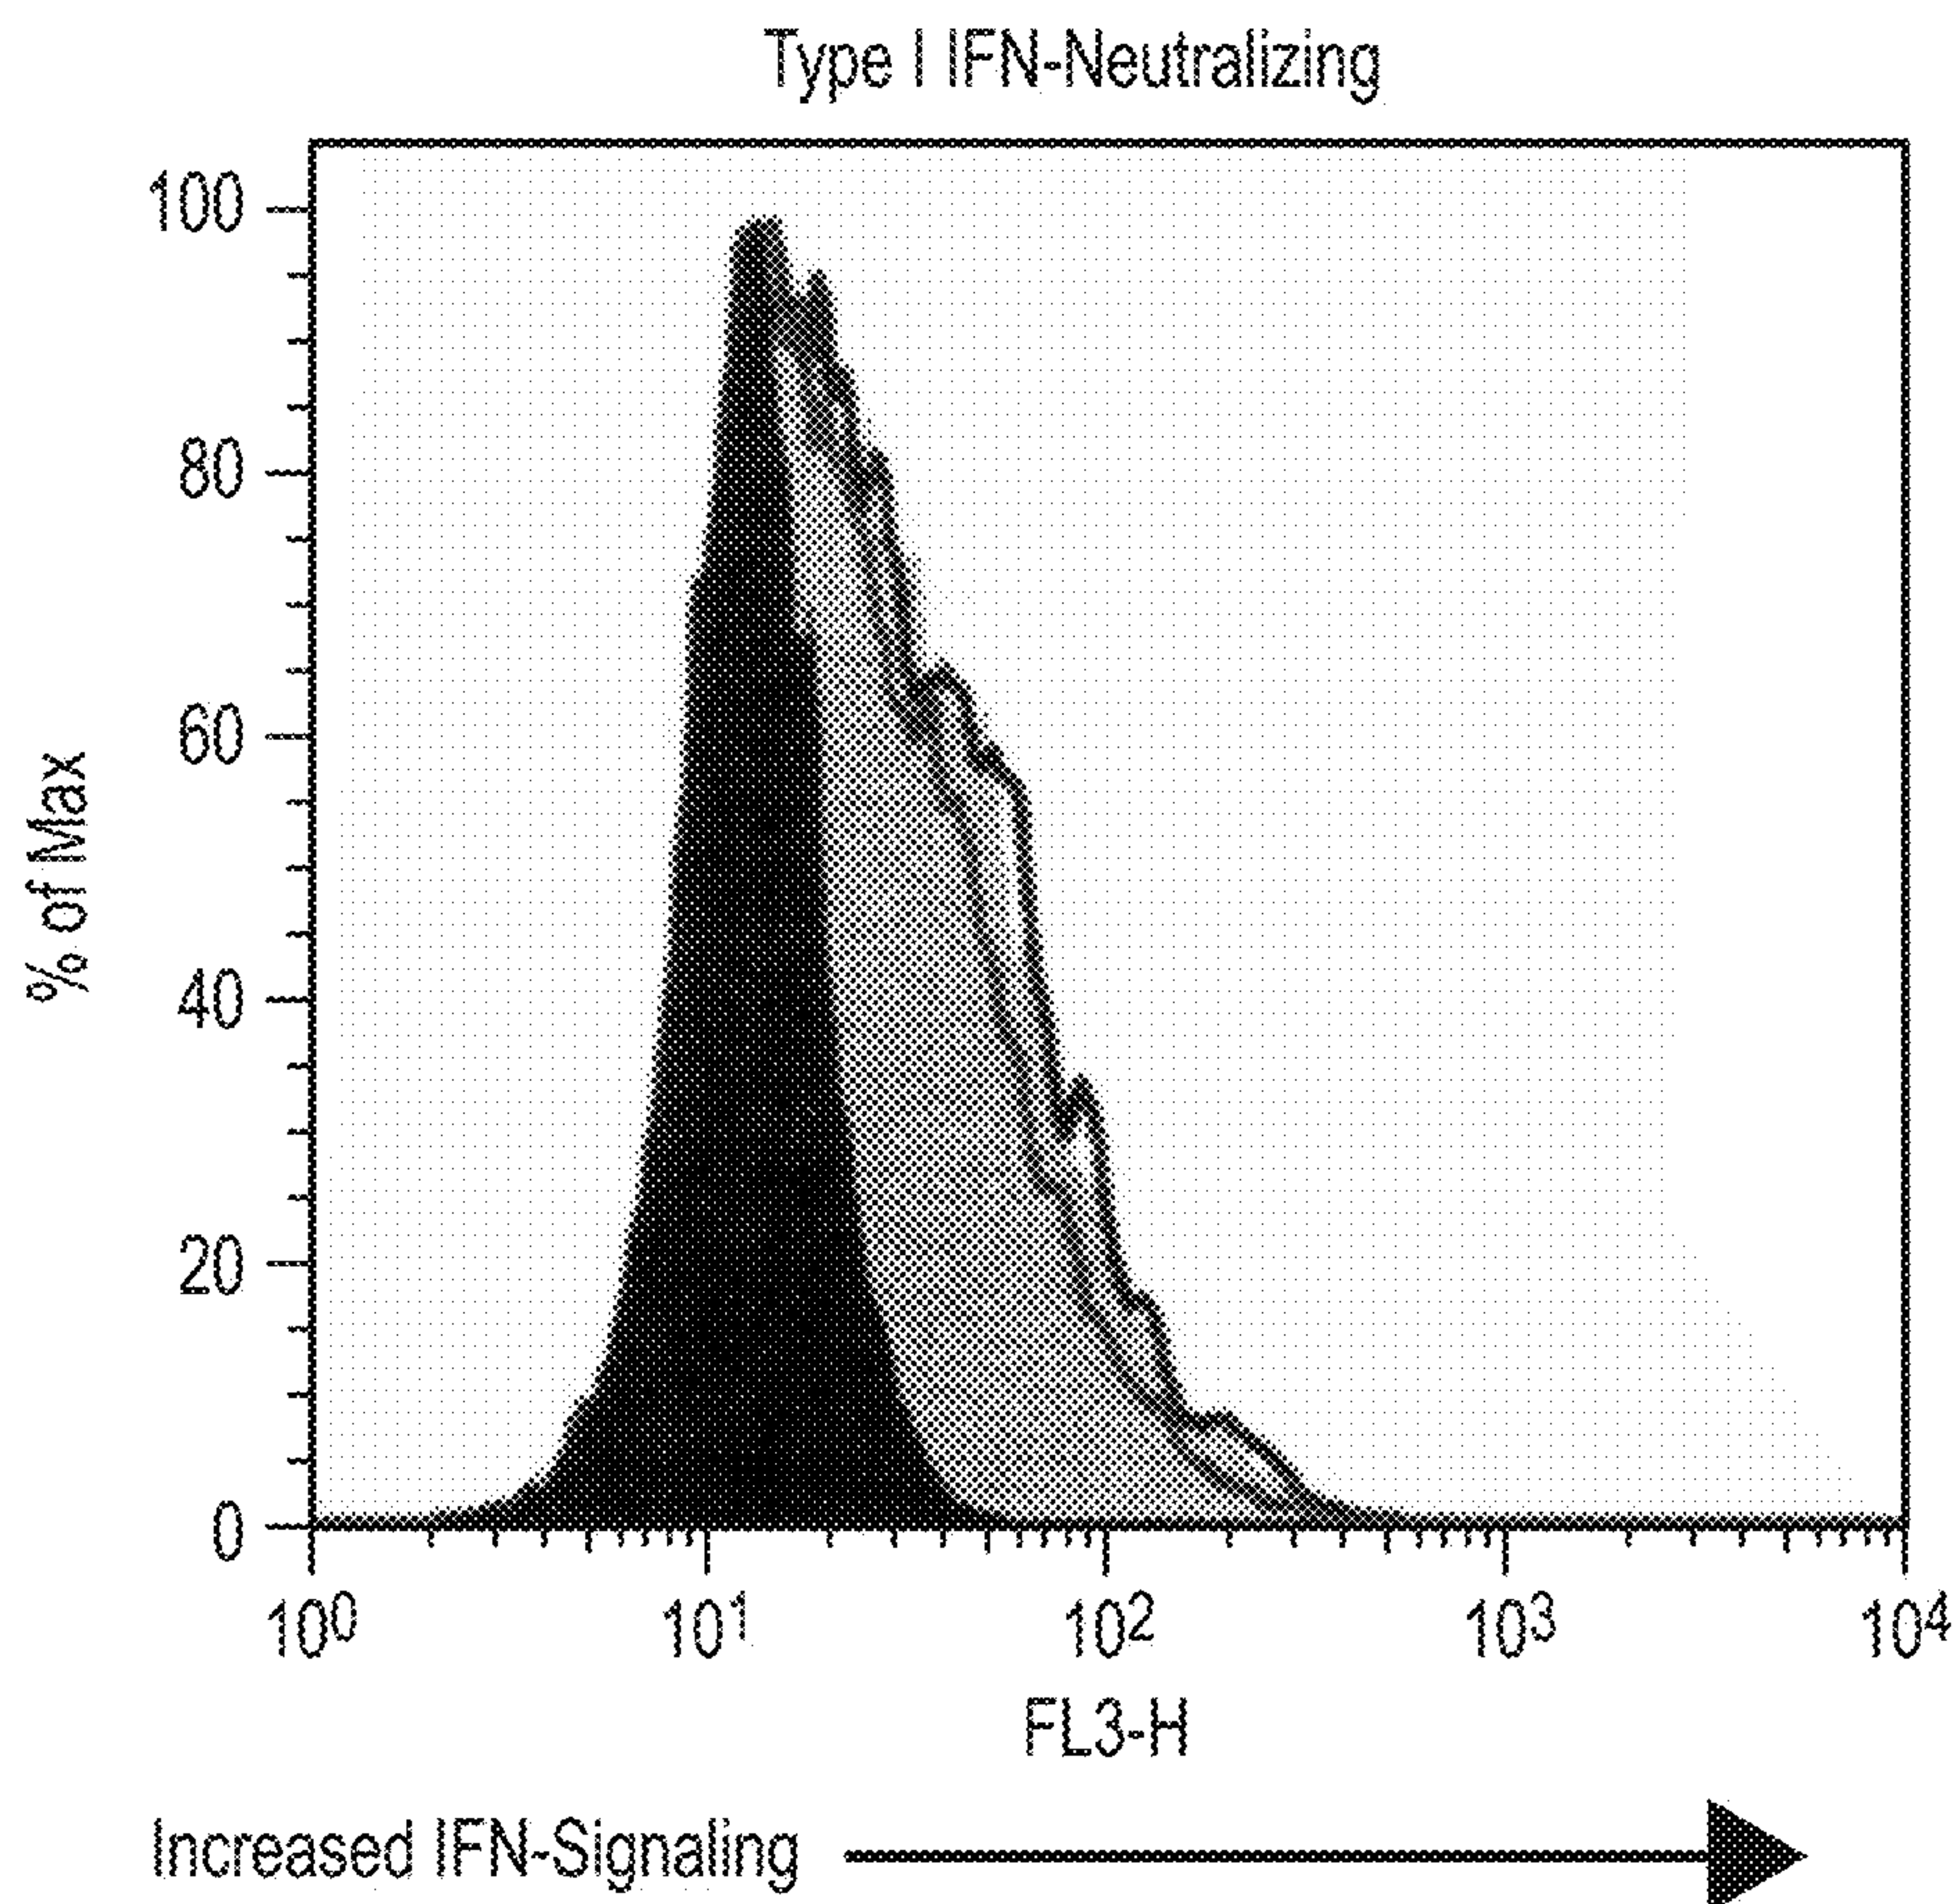 Type I IFN-Neutralizing
100
80
60
40
20
0
% of Max
10⁰ 10¹ 10² 10³ 10⁴
FL3-H
Increased IFN-Signaling